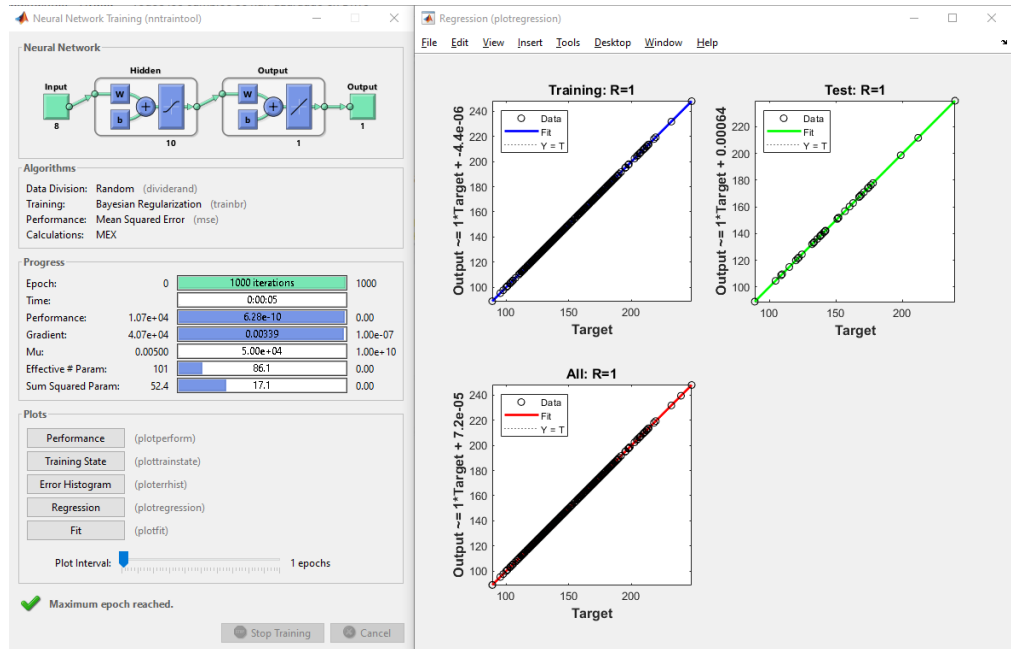 Neural Network Training (nntraintool)
Neural Network
Hidden
Output
Input
W
b
+
W
b
+
Output
8
10
1
1
Algorithms
Data Division: Random (dividerand)
Training: Bayesian Regularization (trainbr)
Performance: Mean Squared Error (mse)
Calculations: MEX
Progress
Epoch: 0 1000 iterations 1000
Time: 0:00:05
Performance: 1.07e+04 6.28e-10 0.00
Gradient: 4.07e+04 0.00339 1.00e-07
Mu: 0.00500 5.00e+04 1.00e+10
Effective # Param: 101 86.1 0.00
Sum Squared Param: 52.4 17.1 0.00
Plots
Performance (plotperform)
Training State (plottrainstate)
Error Histogram (ploterrhist)
Regression (plotregression)
Fit (plotfit)
Plot Interval: 1 epochs
Maximum epoch reached.
Stop Training Cancel
Regression (plotregression)
File Edit View Insert Tools Desktop Window Help
Training: R=1
Output ~= 1*Target + -4.4e-06
240
220
200
180
160
140
120
100
Data
Fit
Y = T
100 150 200
Target
Test: R=1
Output ~= 1*Target + 0.00064
220
200
180
160
140
120
100
Data
Fit
Y = T
100 150 200
Target
All: R=1
Output ~= 1*Target + 7.2e-05
240
220
200
180
160
140
120
100
Data
Fit
Y = T
100 150 200
Target